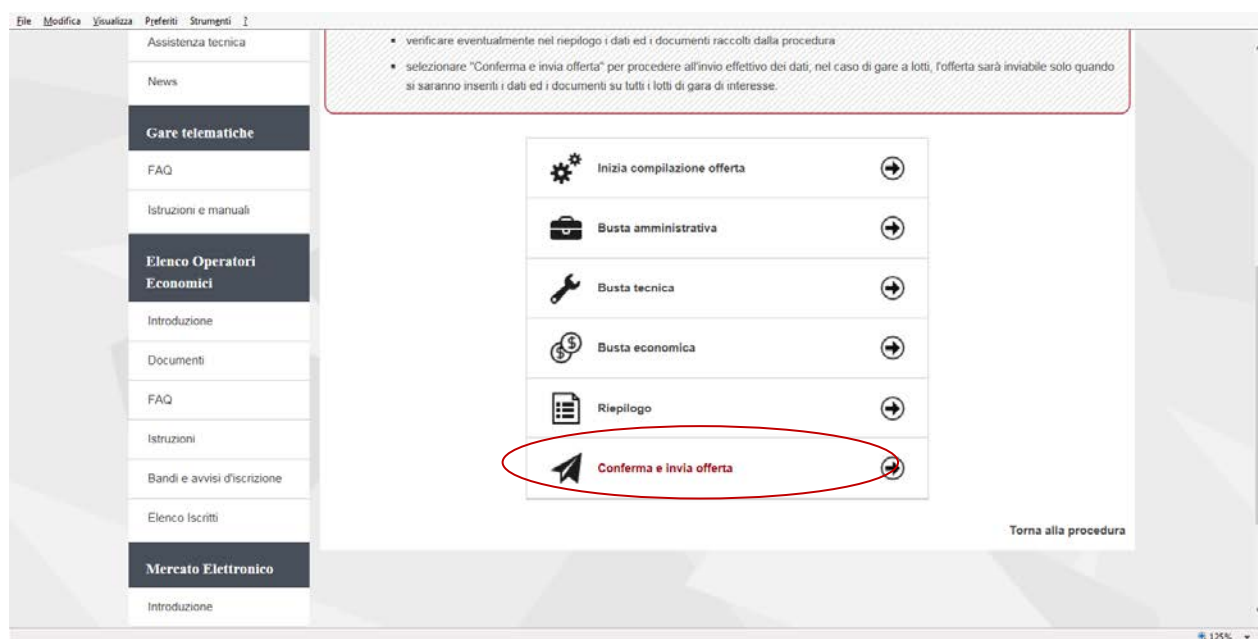 File Modifica Visualizza Preferiti Strumenti ?
Assistenza tecnica
News
Gare telematiche
FAQ
Istruzioni e manuali
Elenco Operatori
Economici
Introduzione
Documenti
FAQ
Istruzioni
Bandi e avvisi d'iscrizione
Elenco Iscritti
Mercato Elettronico
Introduzione
verificare eventualmente nel riepilogo i dati ed i documenti raccolti dalla procedura
selezionare "Conferma e invia offerta" per procedere all'invio effettivo dei dati; nel caso di gare a lotti, l'offerta sarà inviabile solo quando
si saranno inseriti i dati ed i documenti su tutti i lotti di gara di interesse.
Inizia compilazione offerta
Busta amministrativa
Busta tecnica
Busta economica
Riepilogo
Conferma e invia offerta
Torna alla procedura
125%